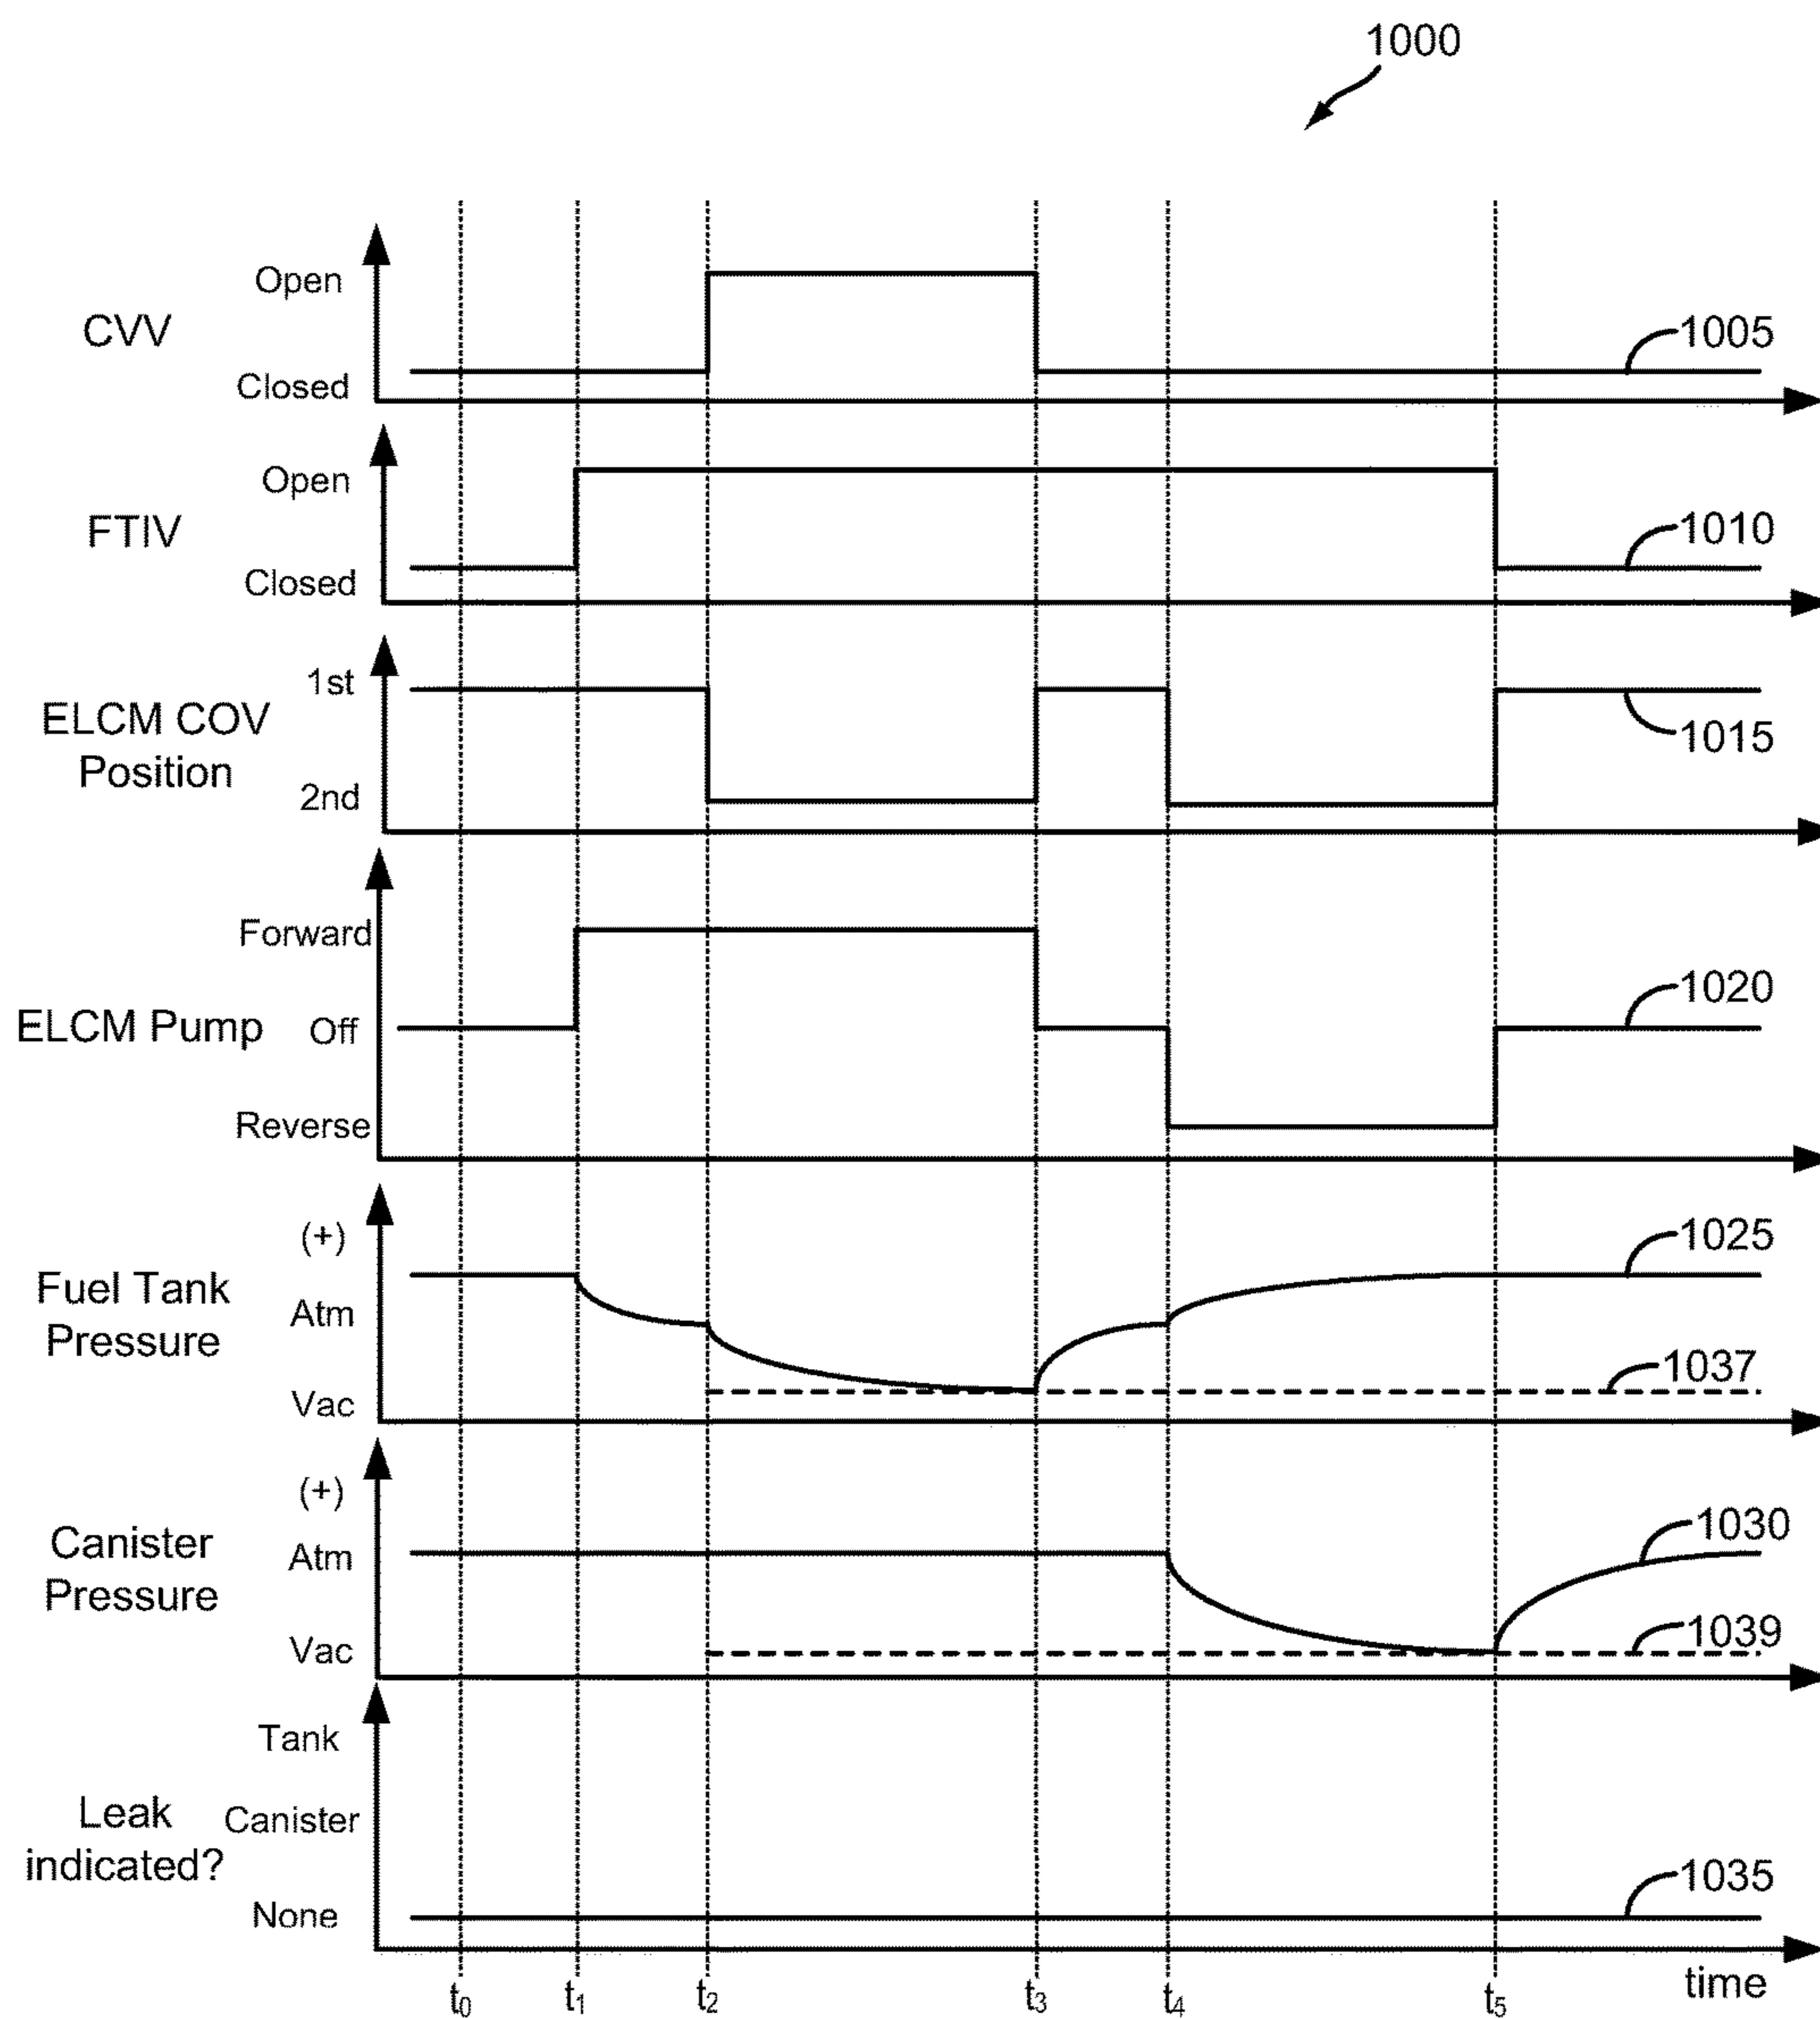 1000
Open
CVV
1005
Closed
Open
FTIV
1010
Closed
1st
ELCM COV
Position
1015
2nd
Forward
1020
ELCM Pump
Off
Reverse
(+)
1025
Fuel Tank
Pressure
Atm
1037
Vac
(+)
1030
Canister
Pressure
Atm
1039
Vac
Tank
Leak
indicated?
Canister
1035
None
time
t0 t1 t2 t3 t4 t5